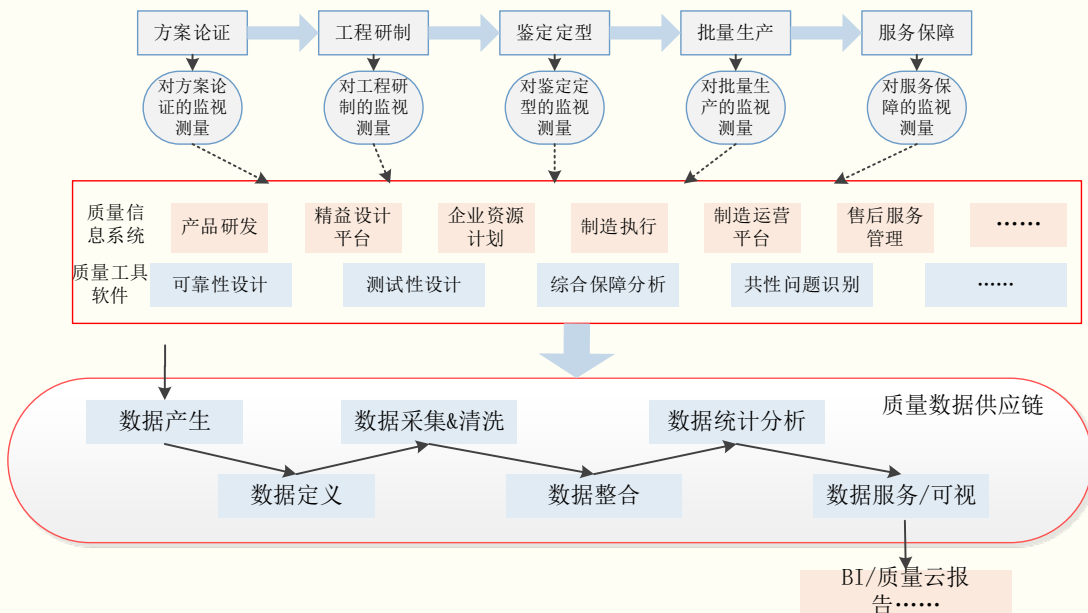 方案论证
工程研制
鉴定定型
批量生产
服务保障
对方案论
证的监视
测量
对工程研
制的监视
测量
对鉴定定
型的监视
测量
对批量生
产的监视
测量
对服务保
障的监视
测量
质量信
息系统
产品研发
精益设计
平台
企业资源
计划
制造执行
制造运营
平台
售后服务
管理
······
质量工具
软件
可靠性设计
测试性设计
综合保障分析
共性问题识别
······
质量数据供应链
数据产生
数据采集&清洗
数据统计分析
数据定义
数据整合
数据服务/可视
BI/质量云报
告······